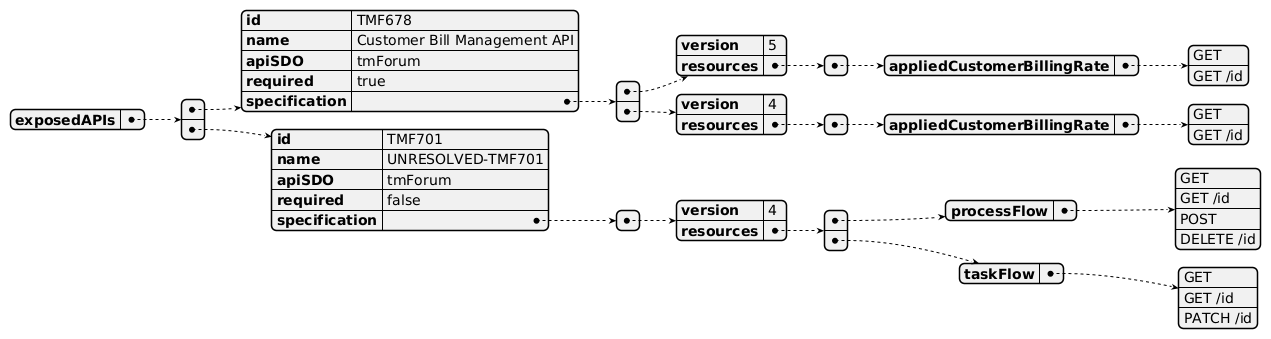 exposedAPIs
id TMF678
name Customer Bill Management API
apiSDO tmForum
required true
specification
version 5
resources
appliedCustomerBillingRate
GET
GET /id
version 4
resources
appliedCustomerBillingRate
GET
GET /id
id TMF701
name UNRESOLVED-TMF701
apiSDO tmForum
required false
specification
version 4
resources
processFlow
GET
GET /id
POST
DELETE /id
taskFlow
GET
GET /id
PATCH /id